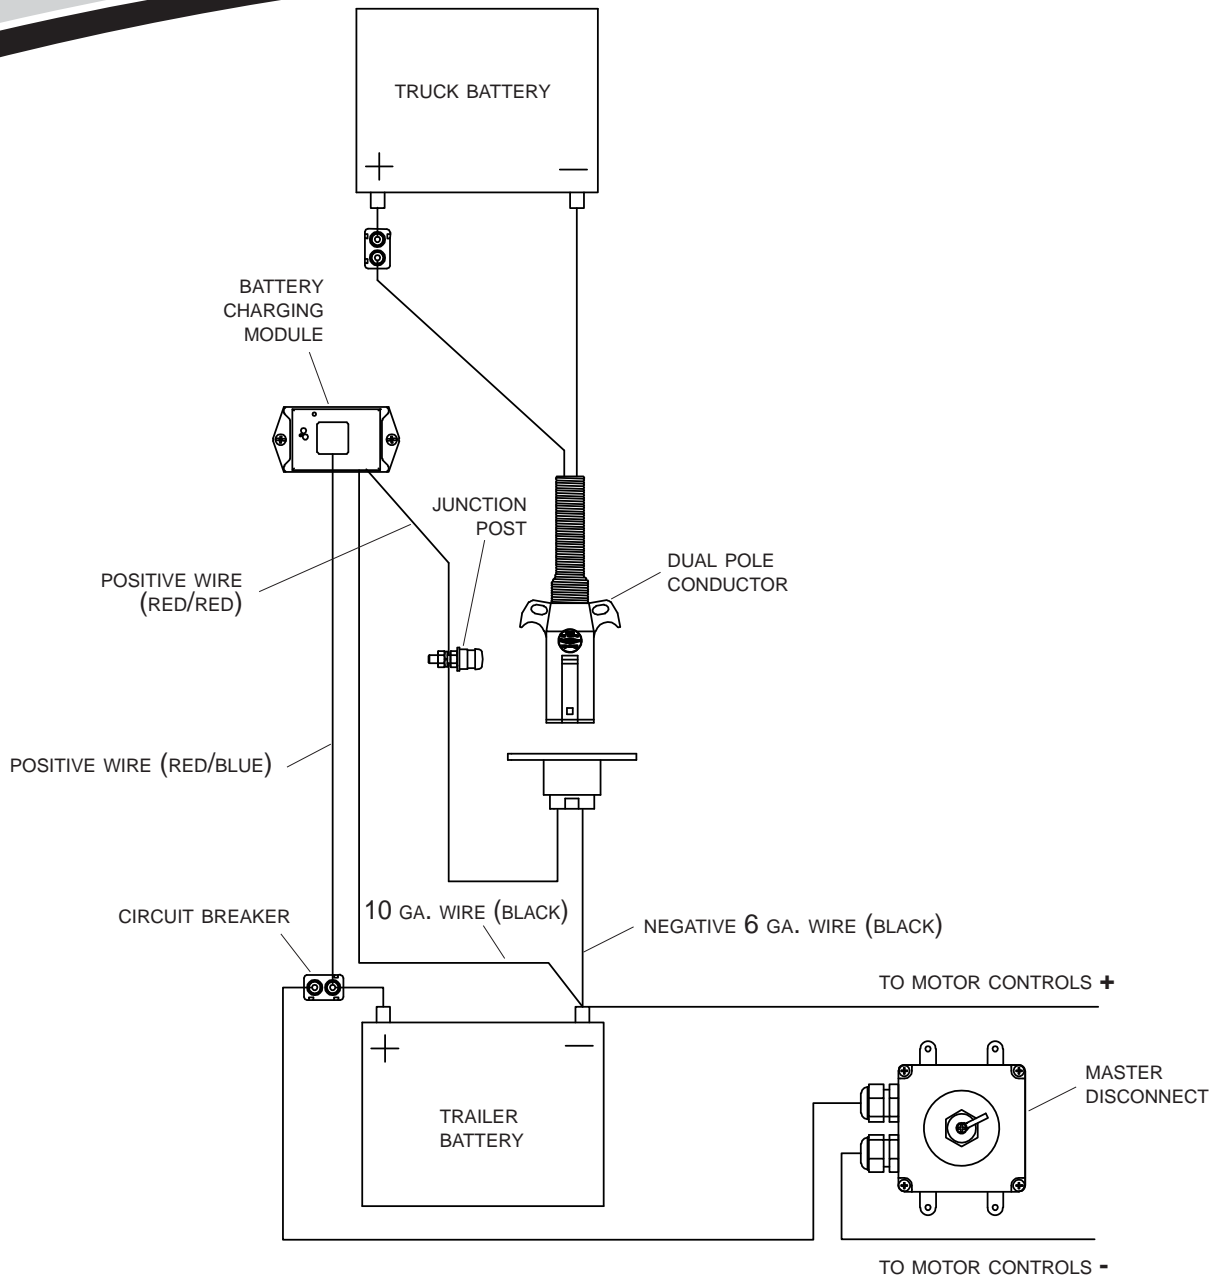 TRUCK BATTERY
+ –
BATTERY
CHARGING
MODULE
JUNCTION
POST
DUAL POLE
CONDUCTOR
POSITIVE WIRE
(RED/RED)
POSITIVE WIRE (RED/BLUE)
10 GA. WIRE (BLACK)
CIRCUIT BREAKER
NEGATIVE 6 GA. WIRE (BLACK)
TO MOTOR CONTROLS +
+ –
MASTER
DISCONNECT
TRAILER
BATTERY
TO MOTOR CONTROLS -